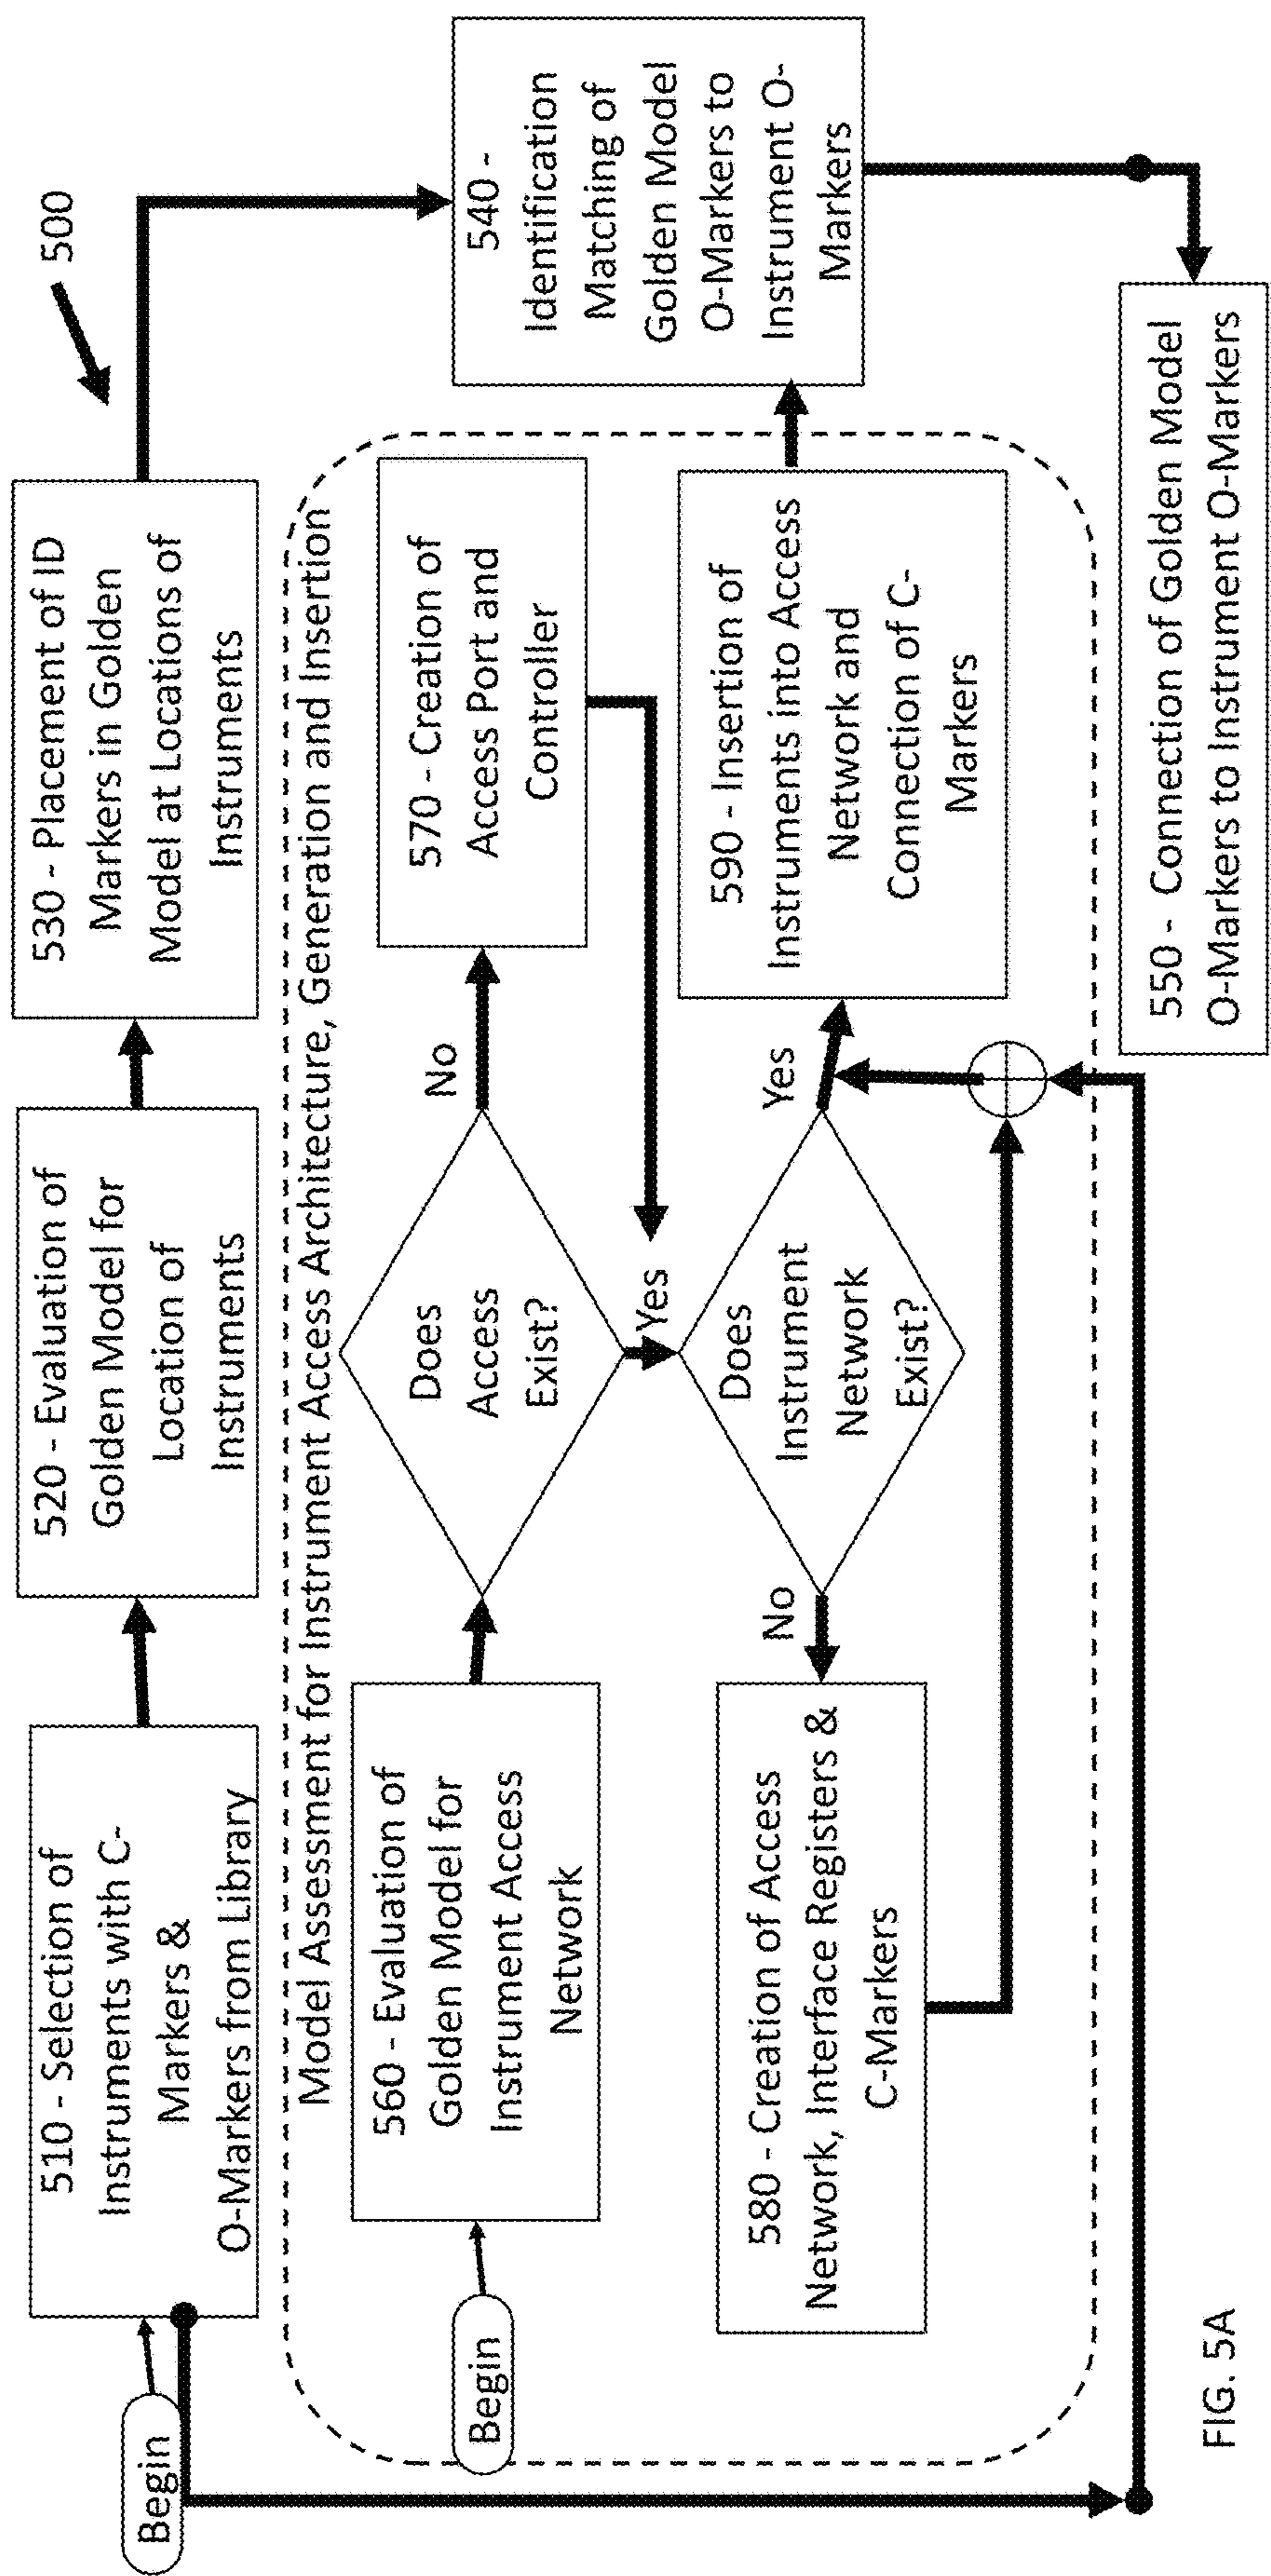 500
Begin
510 - Selection of
Instruments with C-
Markers &
O-Markers from Library
520 - Evaluation of
Golden Model for
Location of
Instruments
530 - Placement of ID
Markers in Golden
Model at Locations of
Instruments
Model Assessment for Instrument Access Architecture, Generation and Insertion
Begin
560 - Evaluation of
Golden Model for
Instrument Access
Network
Does
Access
Exist?
No
570 - Creation of
Access Port and
Controller
Yes
540 -
Identification
Matching of
Golden Model
O-Markers to
Instrument O-
Markers
580 - Creation of Access
Network, Interface Registers &
C-Markers
No
Does
Instrument
Network
Exist?
Yes
590 - Insertion of
Instruments into Access
Network and
Connection of C-
Markers
550 - Connection of Golden Model
O-Markers to Instrument O-Markers
FIG. 5A